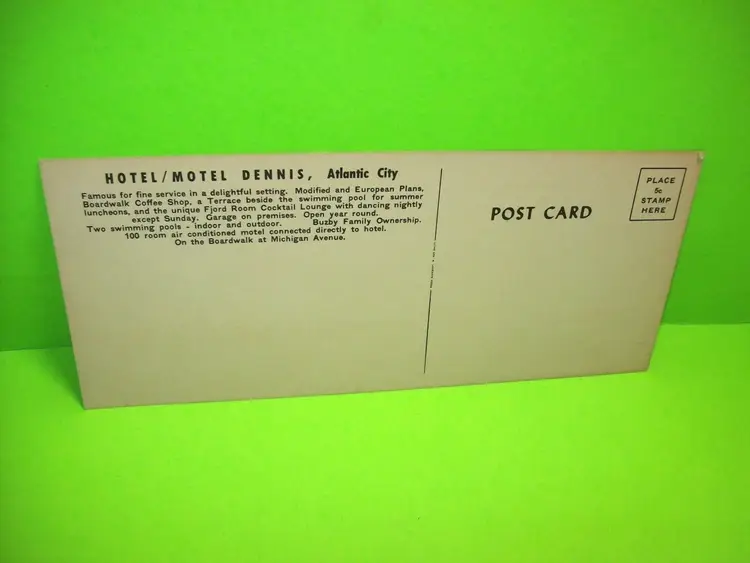 HOTEL/MOTEL DENNIS, Atlantic City
Famous for fine service in a delightful setting. Modified and European Plans,
Boardwalk Coffee Shop, a Terrace beside the swimming pool for summer
luncheons, and the unique Fjord Room Cocktail Lounge with dancing nightly
except Sunday. Garage on premises. Open year round.
Two swimming pools - indoor and outdoor. Buzby Family Ownership.
100 room air conditioned motel connected directly to hotel.
On the Boardwalk at Michigan Avenue.
POST CARD
PLACE
5c
STAMP
HERE